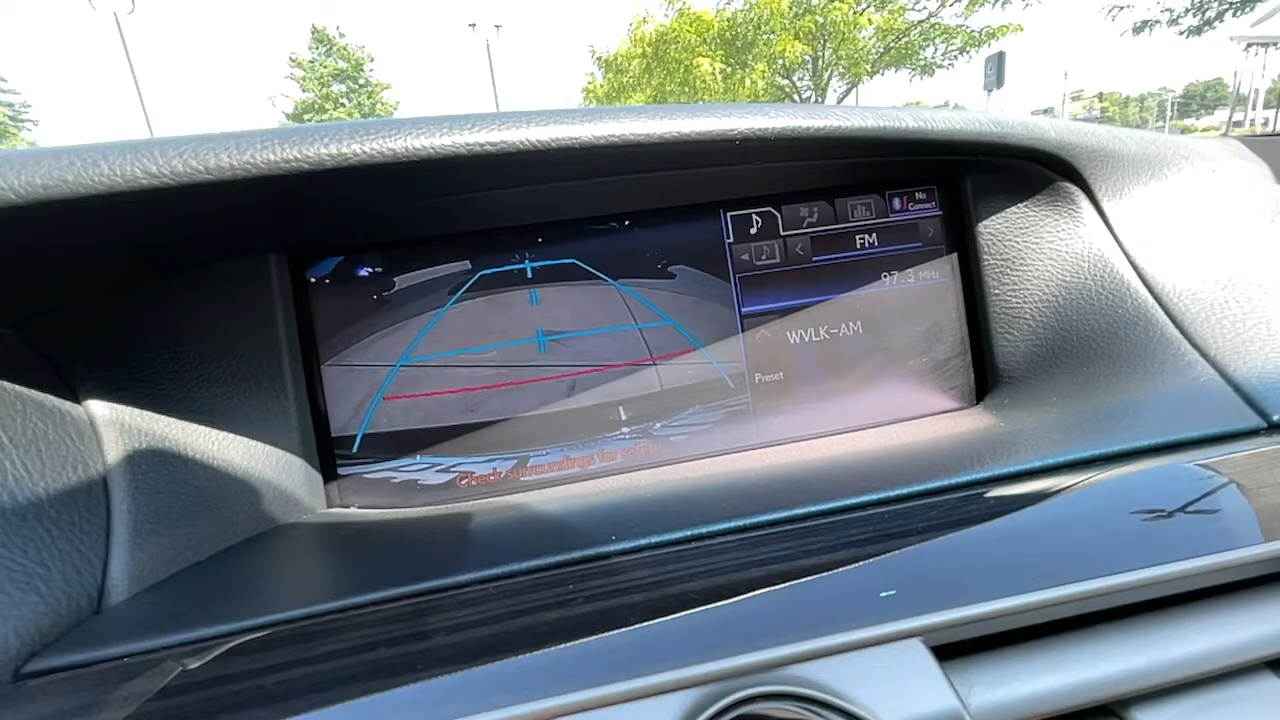 No
Connect
FM
97.3 MHz
WVLK-AM
Preset
Check surroundings for safety